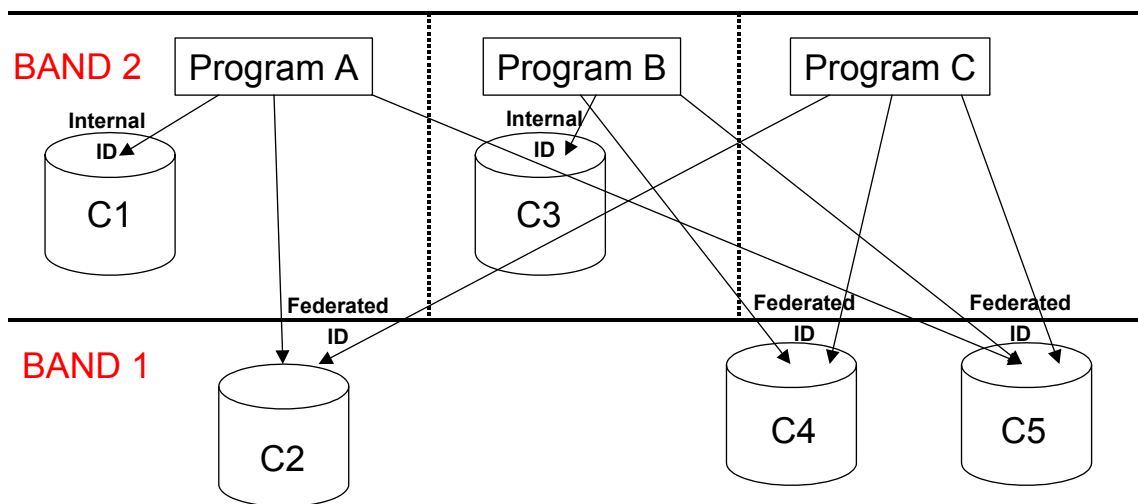 BAND 2
Program A
Program B
Program C
Internal
ID
C1
Internal
ID
C3
Federated
ID
Federated
ID
Federated
ID
BAND 1
C2
C4
C5